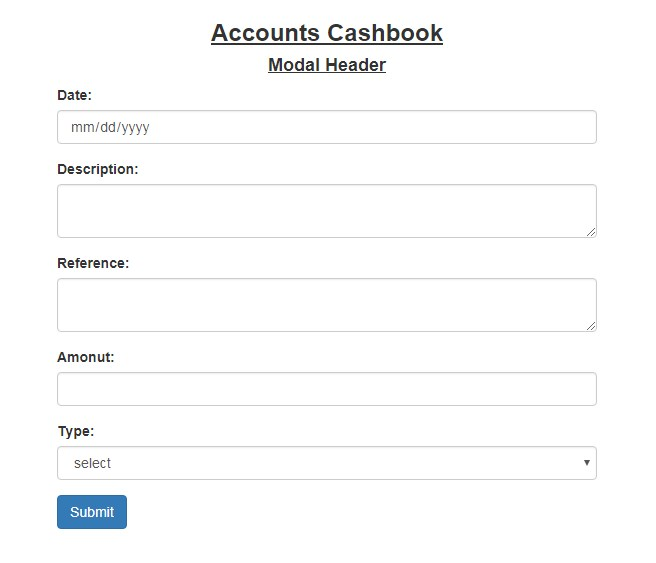 Accounts Cashbook
Modal Header
Date:
mm/dd/yyyy
Description:
Reference:
Amonut:
Type:
select
Submit